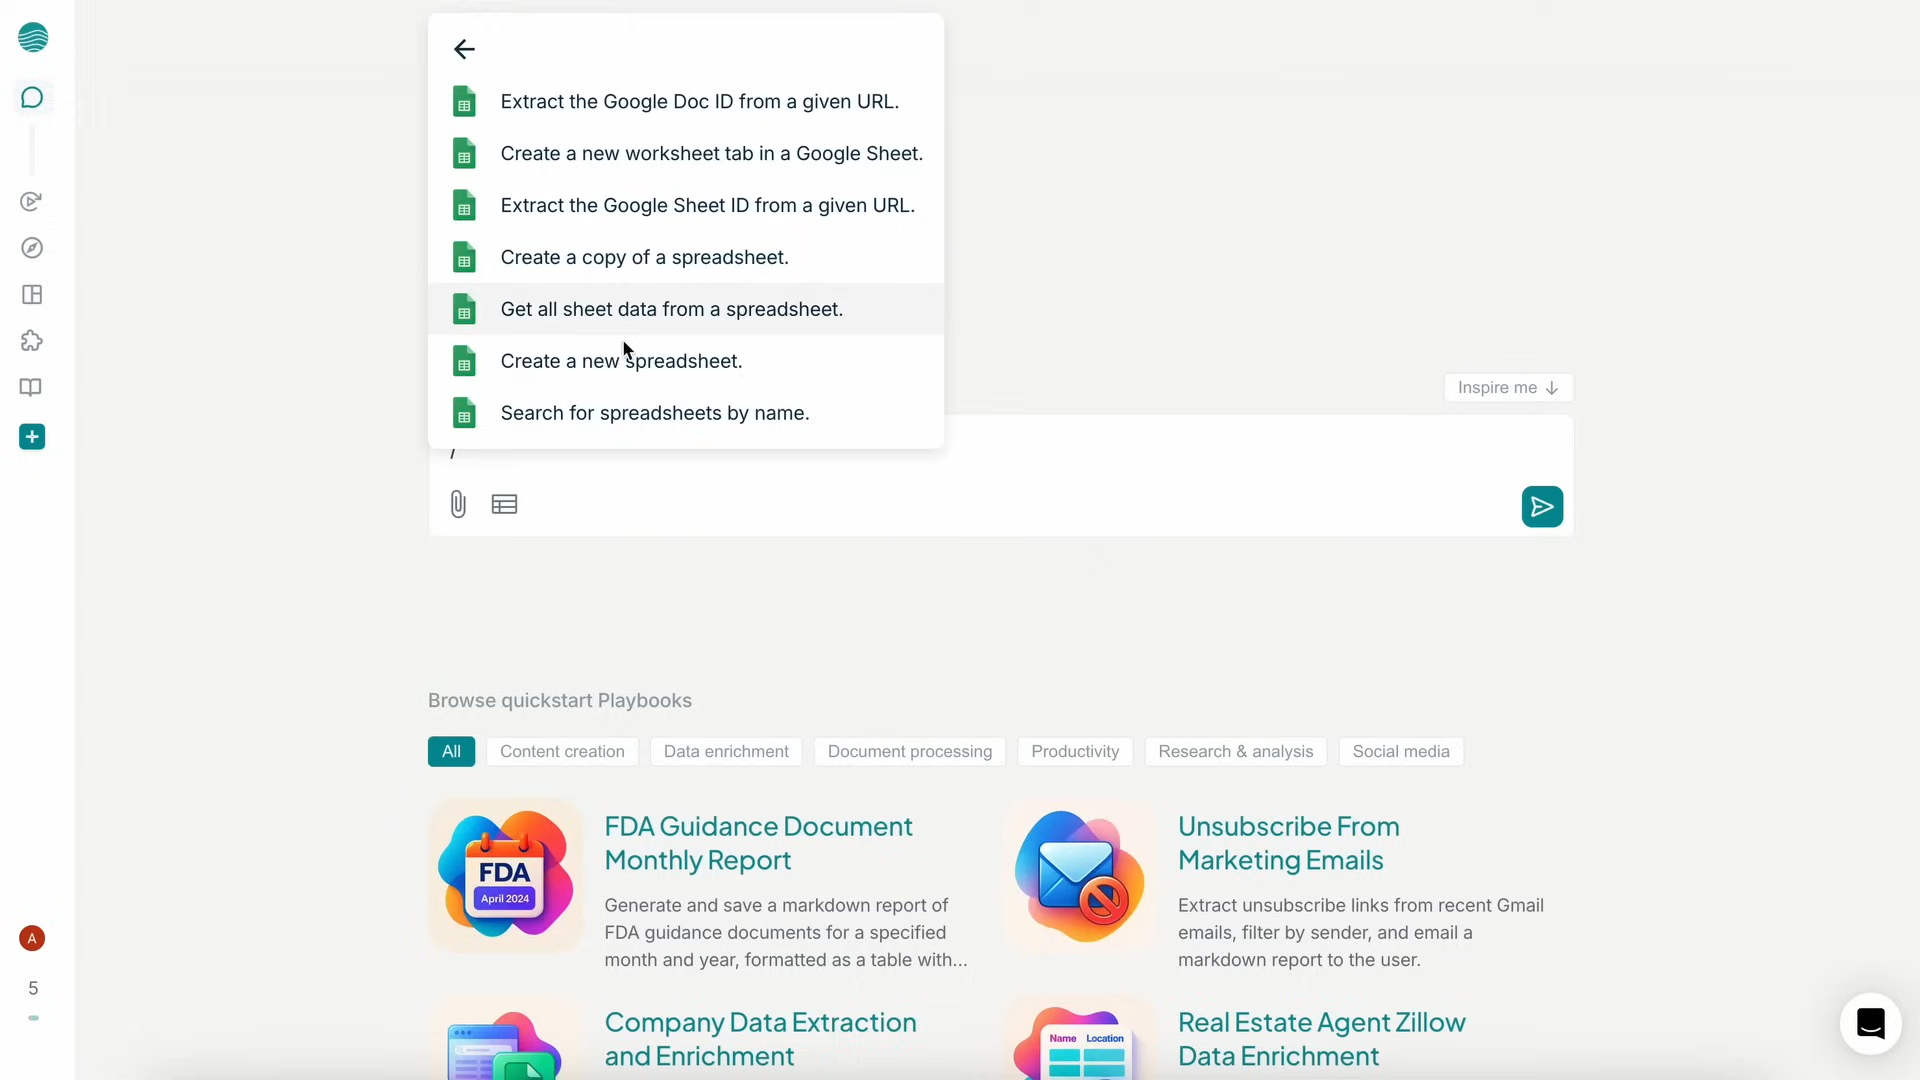 Extract the Google Doc ID from a given URL.
Create a new worksheet tab in a Google Sheet.
Extract the Google Sheet ID from a given URL.
Create a copy of a spreadsheet.
Get all sheet data from a spreadsheet.
Create a new spreadsheet.
Search for spreadsheets by name.
Inspire me
/
Browse quickstart Playbooks
All
Content creation
Data enrichment
Document processing
Productivity
Research & analysis
Social media
FDA
April 2024
FDA Guidance Document
Monthly Report
Generate and save a markdown report of
FDA guidance documents for a specified
month and year, formatted as a table with...
Unsubscribe From
Marketing Emails
Extract unsubscribe links from recent Gmail
emails, filter by sender, and email a
markdown report to the user.
Company Data Extraction
and Enrichment
Name Location
Real Estate Agent Zillow
Data Enrichment
A
5